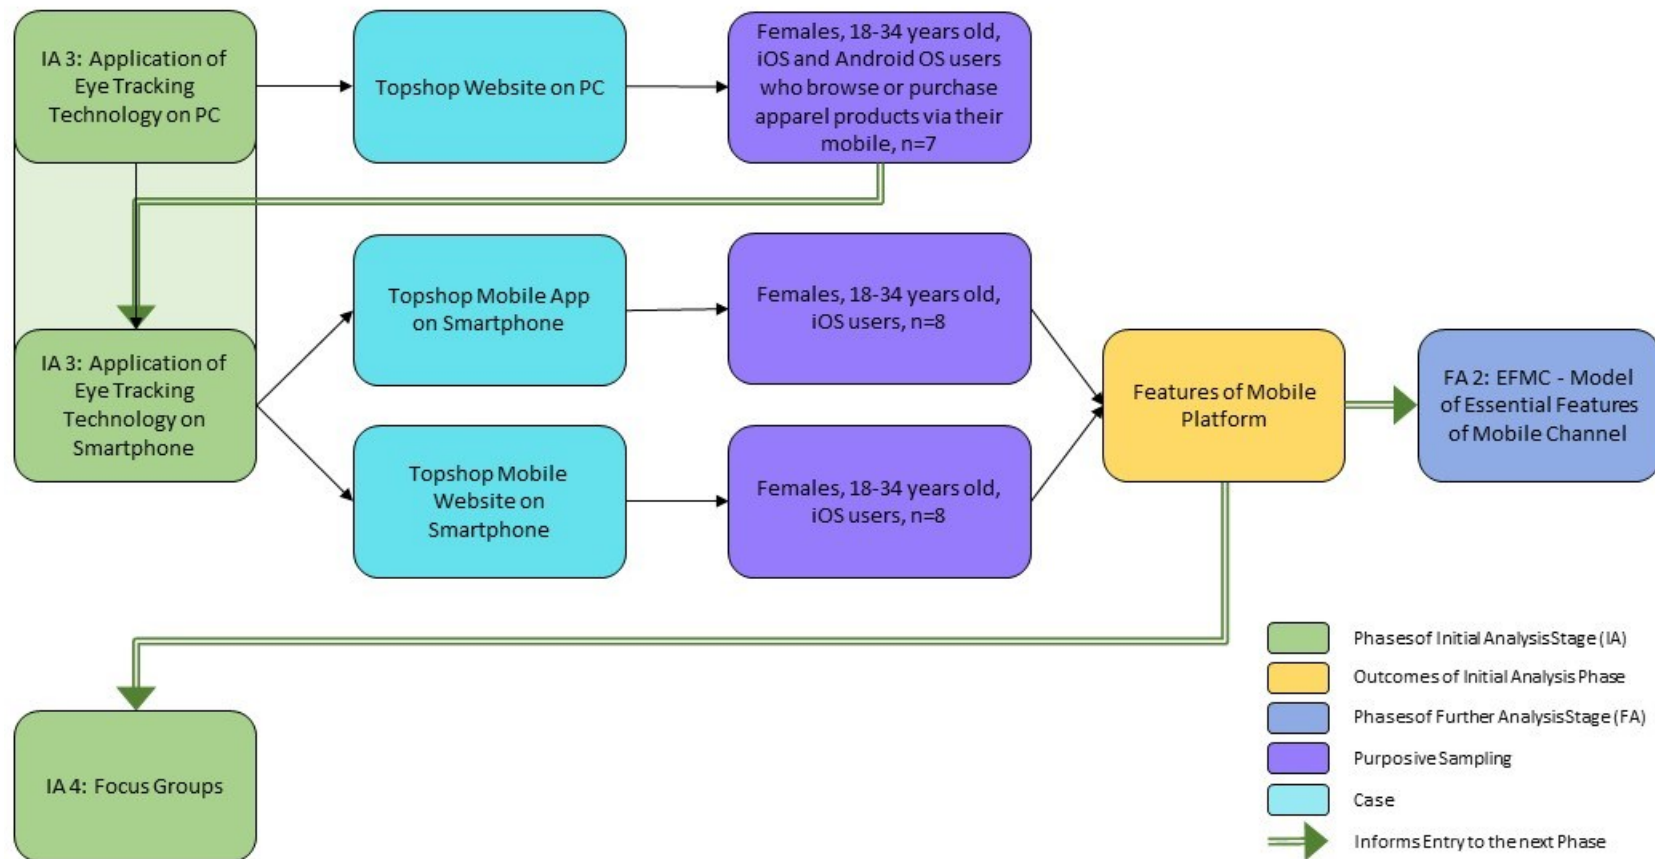 IA 3: Application of
Eye Tracking
Technology on PC
Topshop Website on PC
Females, 18-34 years old,
iOS and Android OS users
who browse or purchase
apparel products via their
mobile, n=7
IA 3: Application of
Eye Tracking
Technology on
Smartphone
Topshop Mobile App
on Smartphone
Females, 18-34 years old,
iOS users, n=8
Topshop Mobile
Website on
Smartphone
Females, 18-34 years old,
iOS users, n=8
Features of Mobile
Platform
FA 2: EFMC - Model
of Essential Features
of Mobile Channel
IA 4: Focus Groups
Phases of Initial Analysis Stage (IA)
Outcomes of Initial Analysis Phase
Phases of Further Analysis Stage (FA)
Purposive Sampling
Case
Informs Entry to the next Phase